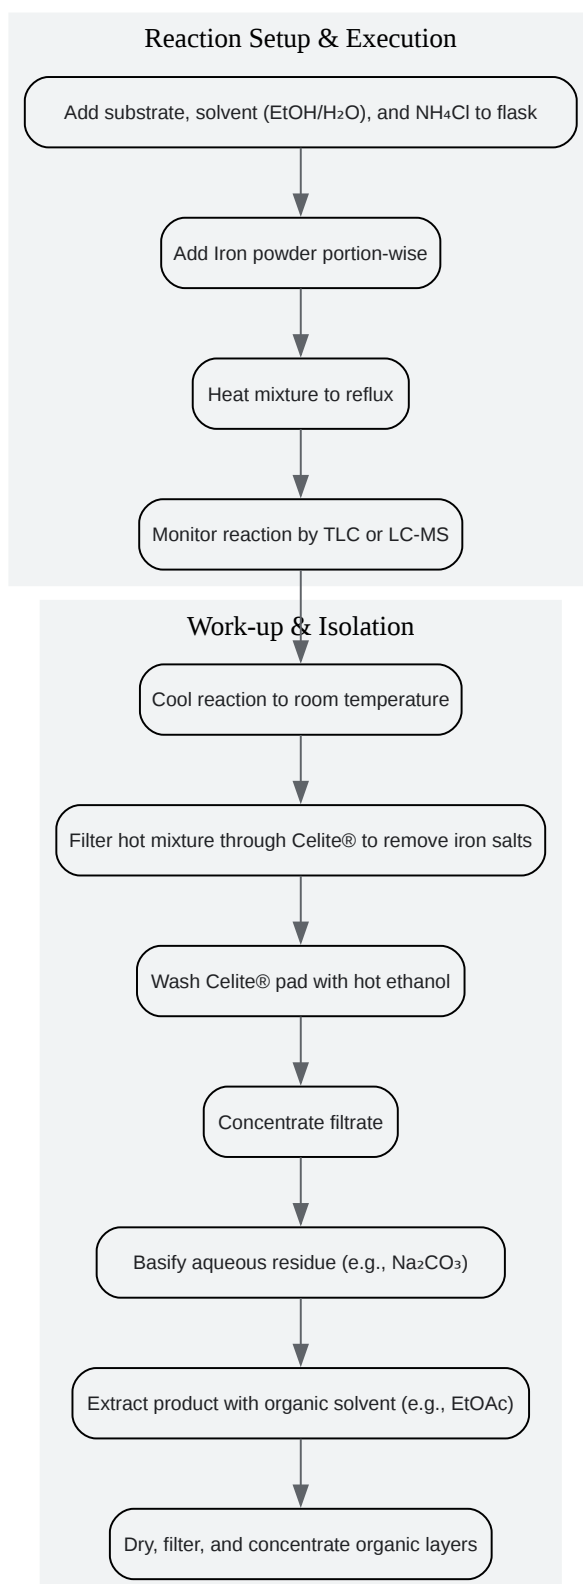 Reaction Setup & Execution
Add substrate, solvent (EtOH/H₂O), and NH₄Cl to flask
Add Iron powder portion-wise
Heat mixture to reflux
Monitor reaction by TLC or LC-MS
Work-up & Isolation
Cool reaction to room temperature
Filter hot mixture through Celite® to remove iron salts
Wash Celite® pad with hot ethanol
Concentrate filtrate
Basify aqueous residue (e.g., Na₂CO₃)
Extract product with organic solvent (e.g., EtOAc)
Dry, filter, and concentrate organic layers